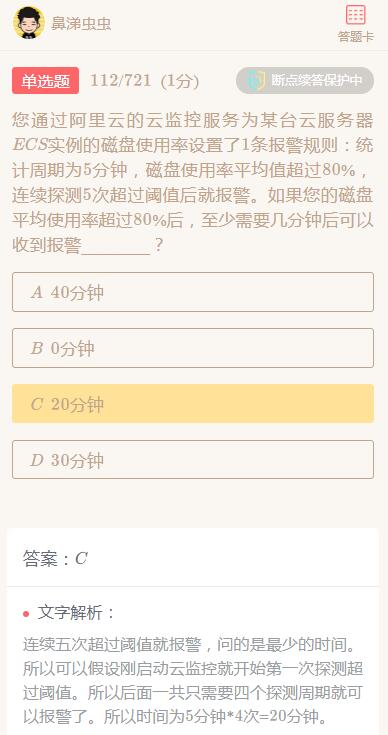 鼻涕虫虫
答题卡
单选题 112/721 (1分) 断点续答保护中
您通过阿里云的云监控服务为某台云服务器
ECS实例的磁盘使用率设置了1条报警规则：统
计周期为5分钟，磁盘使用率平均值超过80%，
连续探测5次超过阈值后就报警。如果您的磁盘
平均使用率超过80%后，至少需要几分钟后可以
收到报警________？
A 40分钟
B 0分钟
C 20分钟
D 30分钟
答案：C
文字解析：
连续五次超过阈值就报警，问的是最少的时间。
所以可以假设刚启动云监控就开始第一次探测超
过阈值。所以后面一共只需要四个探测周期就可
以报警了。所以时间为5分钟*4次=20分钟。